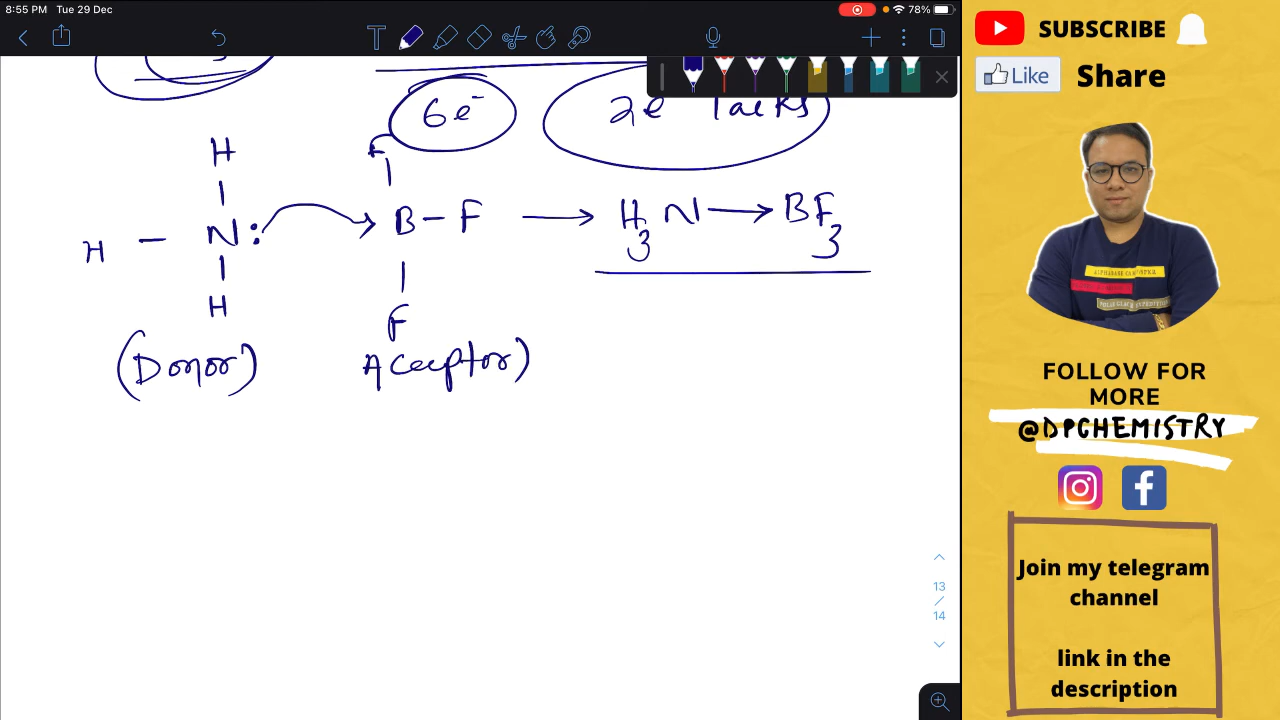 8:55 PM Tue 29 Dec
78%
6e⁻ 2e⁻ lacks
H
|
H — N:
|
H
F
|
B — F
|
F
→ H₃N → BF₃
(Donor) Acceptor)
13
/
14
SUBSCRIBE
Like Share
FOLLOW FOR
MORE
@DPCHEMISTRY
Join my telegram
channel
link in the
description